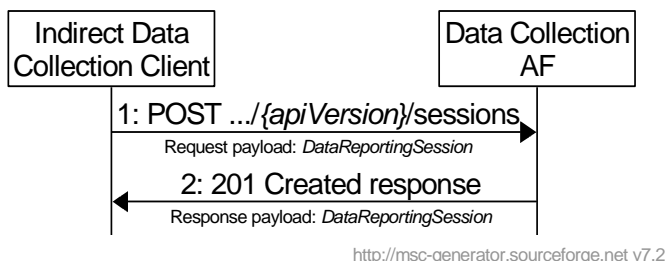 Indirect Data
Collection Client
Data Collection
AF
1: POST .../{apiVersion}/sessions
Request payload: DataReportingSession
2: 201 Created response
Response payload: DataReportingSession
http://msc-generator.sourceforge.net v7.2